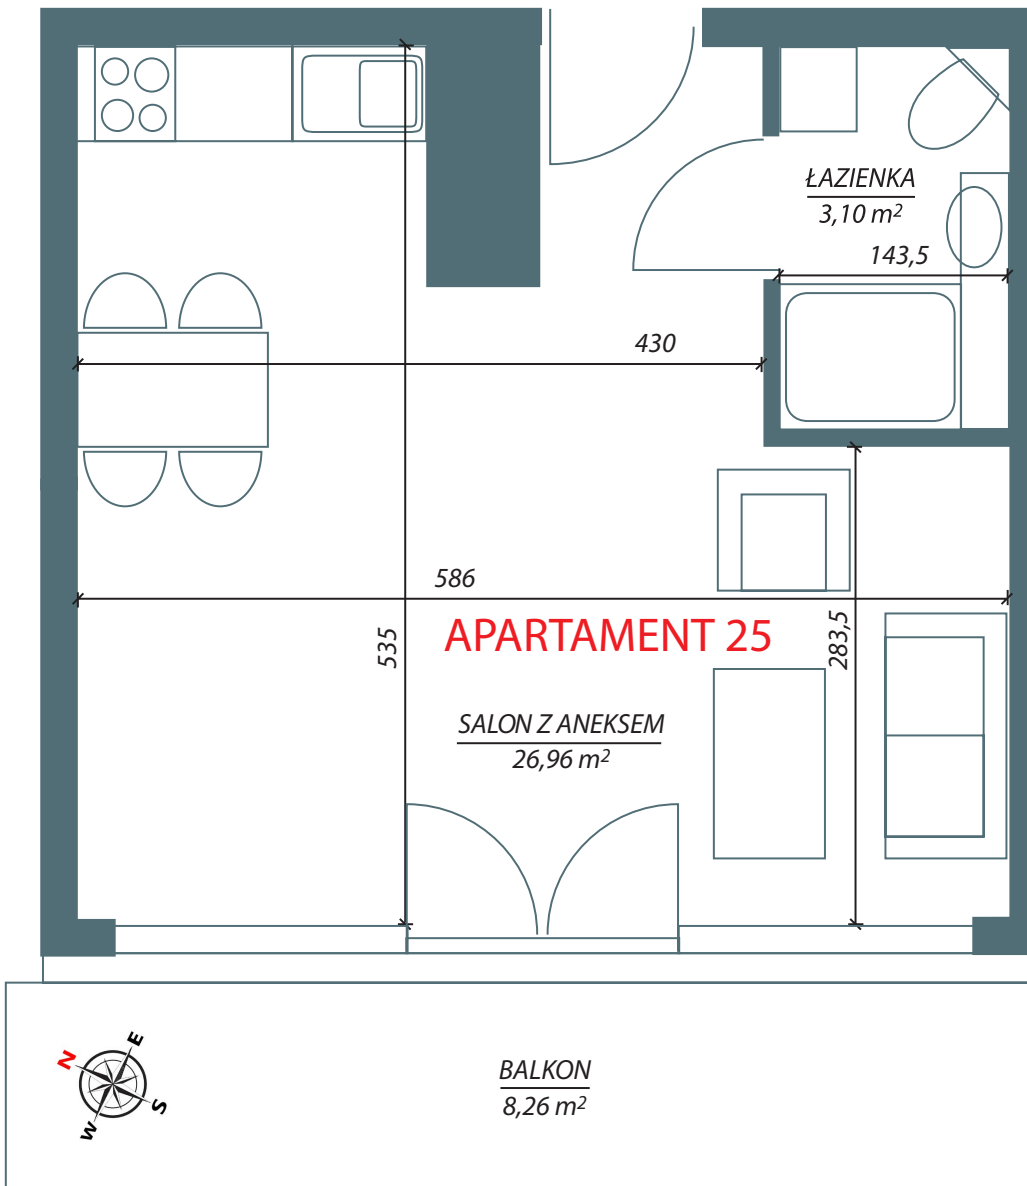 ŁAZIENKA
3,10 m²
143,5
430
586
535
283,5
APARTAMENT 25
SALON Z ANEKSEM
26,96 m²
N
E
S
W
BALKON
8,26 m²